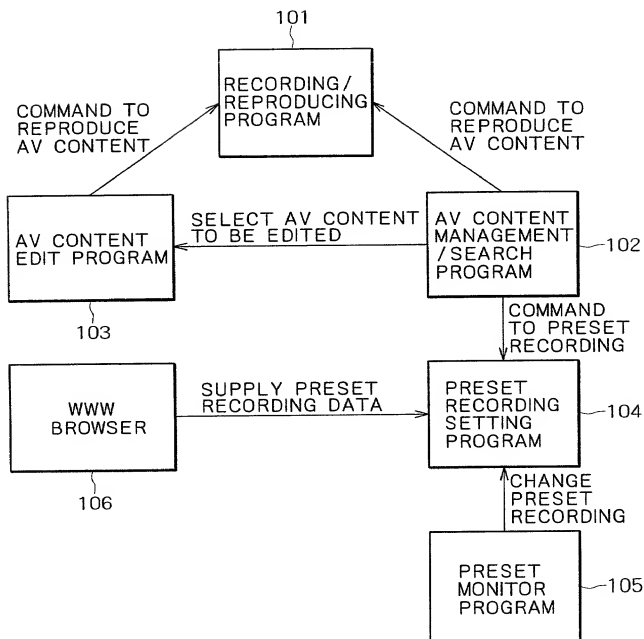 101
RECORDING/
REPRODUCING
PROGRAM
COMMAND TO
REPRODUCE
AV CONTENT
COMMAND TO
REPRODUCE
AV CONTENT
AV CONTENT
EDIT PROGRAM
103
SELECT AV CONTENT
TO BE EDITED
AV CONTENT
MANAGEMENT
/SEARCH
PROGRAM
102
COMMAND
TO PRESET
RECORDING
WWW
BROWSER
106
SUPPLY PRESET
RECORDING DATA
PRESET
RECORDING
SETTING
PROGRAM
104
CHANGE
PRESET
RECORDING
PRESET
MONITOR
PROGRAM
105